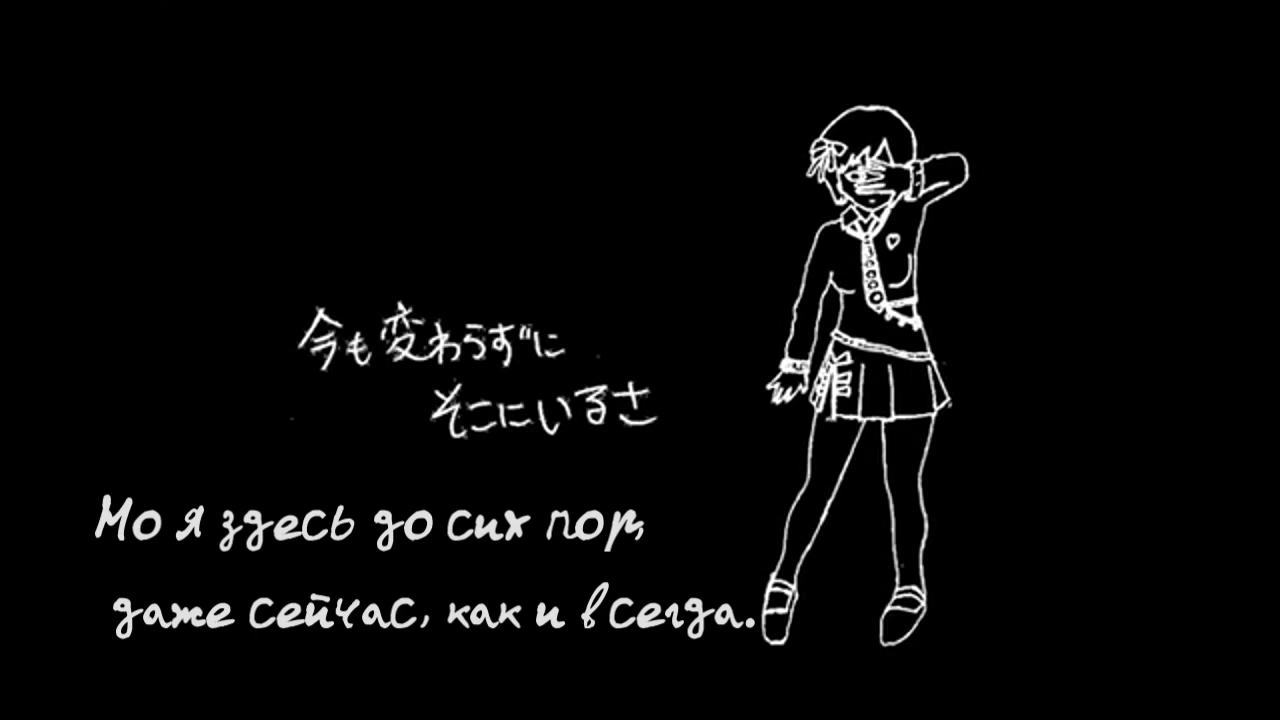 今も変わらずに
そこにいるさ
Мо я здесь до сих пор,
даже сейчас, как и всегда.